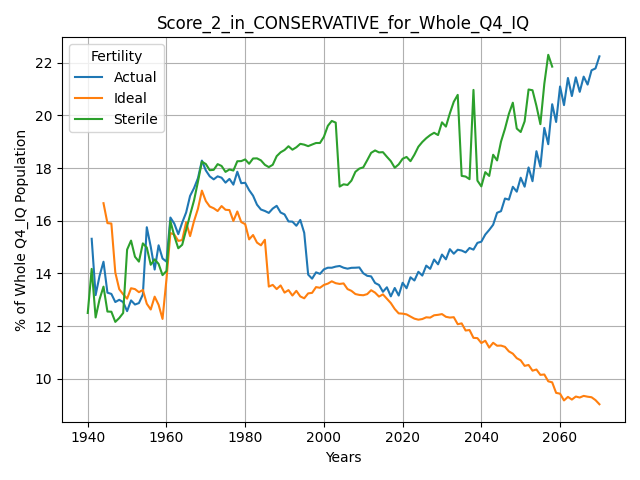 Score_2_in_CONSERVATIVE_for_Whole_Q4_IQ
Fertility
Actual
Ideal
Sterile
% of Whole Q4_IQ Population
22
20
18
16
14
12
10
1940
1960
1980
2000
2020
2040
2060
Years